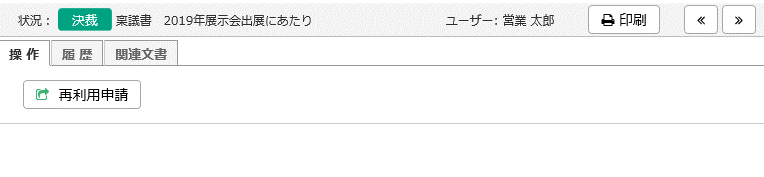 状況： 決裁 稟議書 2019年展示会出展にあたり ユーザー: 営業 太郎 印刷 « »
操 作 履 歴 関連文書
再利用申請